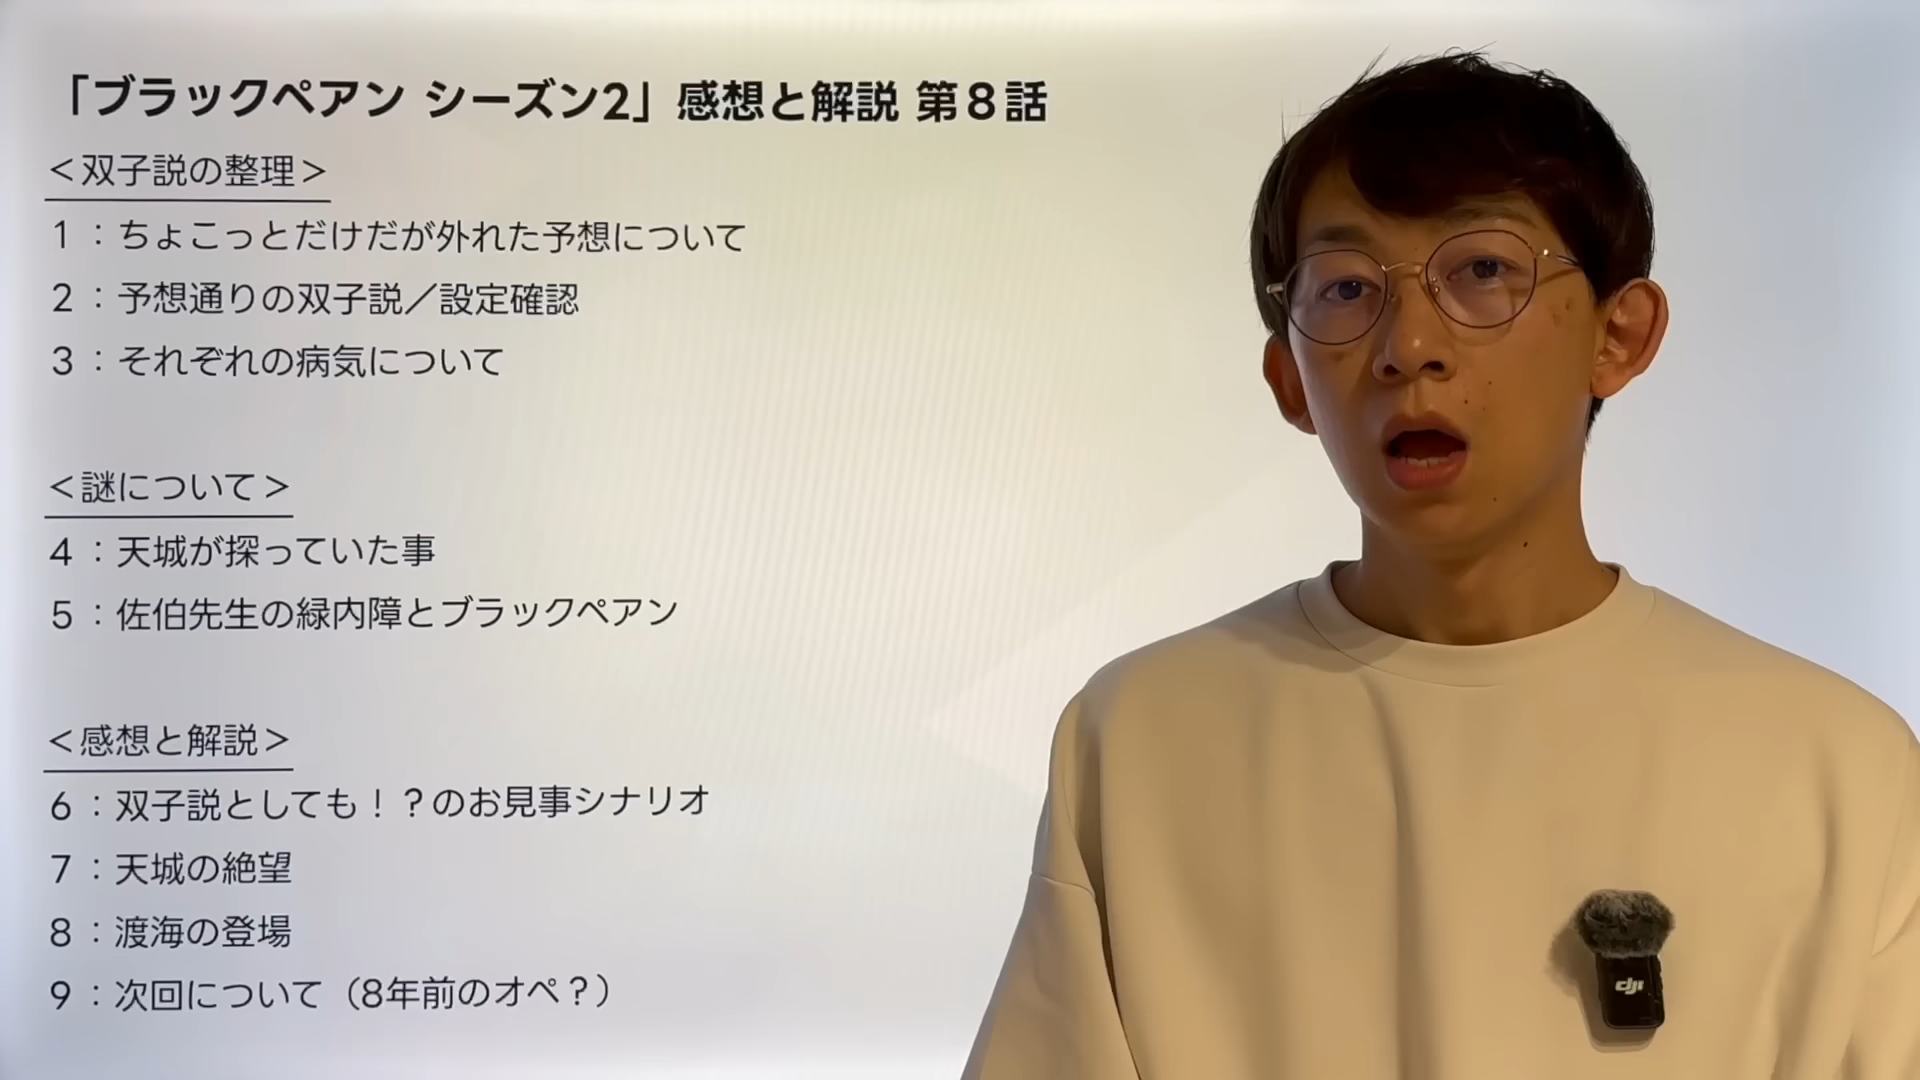 「ブラックペアン シーズン2」感想と解説 第８話
＜双子説の整理＞
１：ちょこっとだけだが外れた予想について
２：予想通りの双子説／設定確認
３：それぞれの病気について
＜謎について＞
４：天城が探っていた事
５：佐伯先生の緑内障とブラックペアン
＜感想と解説＞
６：双子説としても！？のお見事シナリオ
７：天城の絶望
８：渡海の登場
９：次回について（8年前のオペ？）
dji